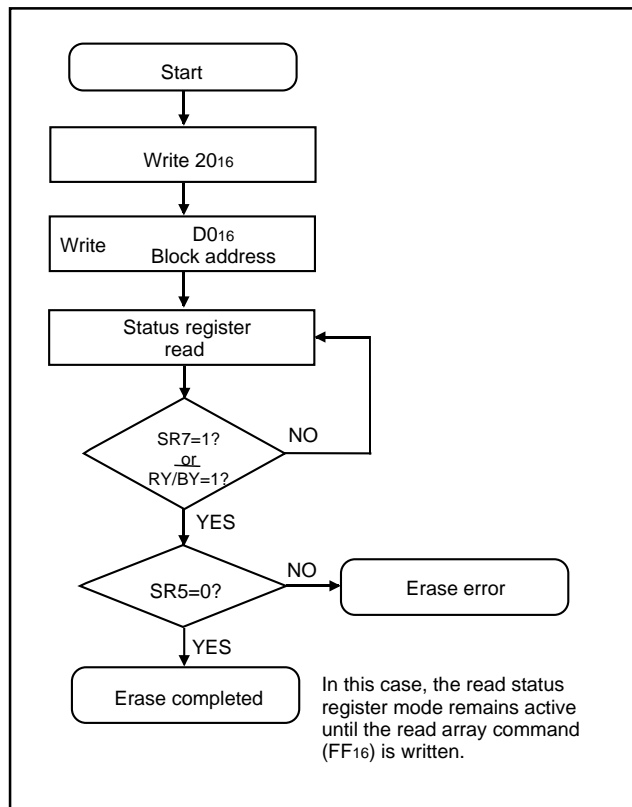 Start
Write 20₁₆
D0₁₆
Write
Block address
Status register
read
SR7=1?
NO
or
RY/BY=1?
YES
SR5=0?
NO
Erase error
YES
Erase completed
In this case, the read status
register mode remains active
until the read array command
(FF₁₆) is written.